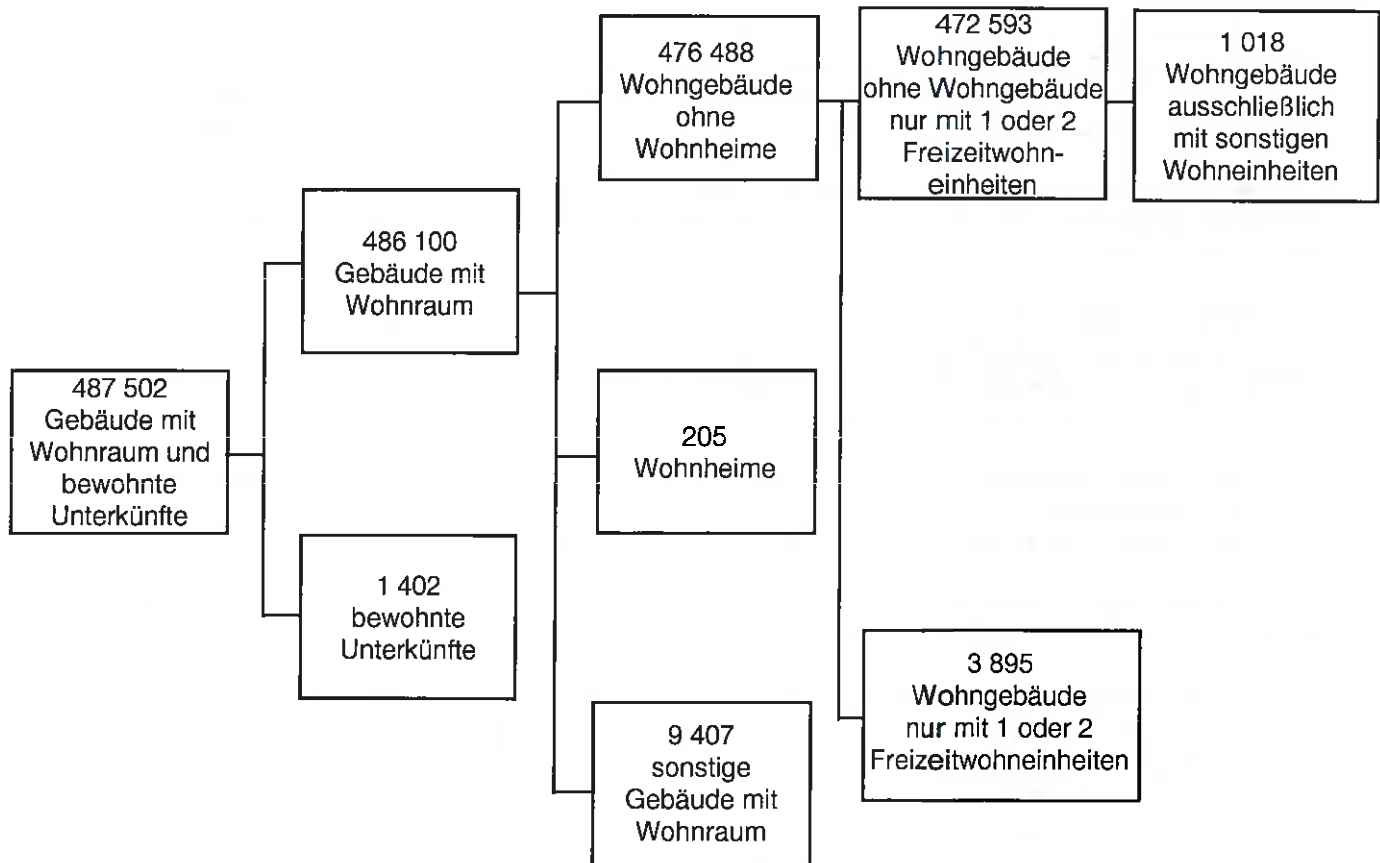 487 502
Gebäude mit
Wohnraum und
bewohnte
Unterkünfte
486 100
Gebäude mit
Wohnraum
1 402
bewohnte
Unterkünfte
476 488
Wohngebäude
ohne
Wohnheime
205
Wohnheime
9 407
sonstige
Gebäude mit
Wohnraum
472 593
Wohngebäude
ohne Wohngebäude
nur mit 1 oder 2
Freizeitwohn-
einheiten
3 895
Wohngebäude
nur mit 1 oder 2
Freizeitwohneinheiten
1 018
Wohngebäude
ausschließlich
mit sonstigen
Wohneinheiten